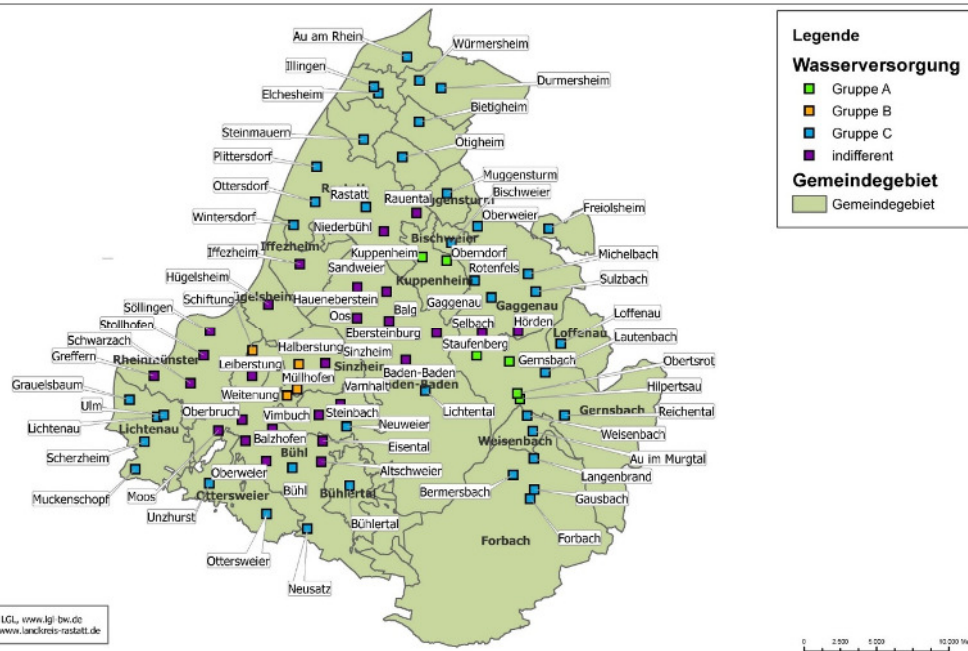 Au am Rhein
Würmersheim
Illingen
Durmersheim
Elchesheim
Bietigheim
Steinmauern
Ötigheim
Plittersdorf
Muggensturm
Ottersdorf
Rastatt
Rauental
Bischweier
Freiolsheim
Wintersdorf
Niederbühl
Oberweier
Iffezheim
Bischweier
Iffezheim
Kuppenheim
Oberndorf
Michelbach
Sandweier
Rotenfels
Hügelsheim
Kuppenheim
Sulzbach
Schiftung
Haueneberstein
Gaggenau
Gaggenau
Söllingen
Oos
Balg
Loffenau
Stollhofen
Ebersteinburg
Selbach
Hörden
Loffenau
Schwarzach
Halberstung
Sinzheim
Staufenberg
Lautenbach
Greffern
Rheinmünster
Leiberstung
Sinzheim
Baden-Baden
Gernsbach
Obertsrot
Grauelsbaum
Müllhofen
Varnhalt
Hilpertsau
Weitenung
Ulm
Oberbruch
Vimbuch
Steinbach
Lichtental
Gernsbach
Reichental
Lichtenau
Lichtenau
Neuweier
Weisenbach
Weisenbach
Balzhofen
Bühl
Eisental
Scherzheim
Au im Murgtal
Oberweier
Altschweier
Langenbrand
Muckenschopf
Moos
Ottersweier
Bühl
Bühlertal
Bermersbach
Gausbach
Unzhurst
Bühlertal
Forbach
Forbach
Ottersweier
Neusatz
Legende
Wasserversorgung
Gruppe A
Gruppe B
Gruppe C
indifferent
Gemeindegebiet
Gemeindegebiet
LGL, www.lgl-bw.de
www.landkreis-rastatt.de
0 2.500 5.000 10.000